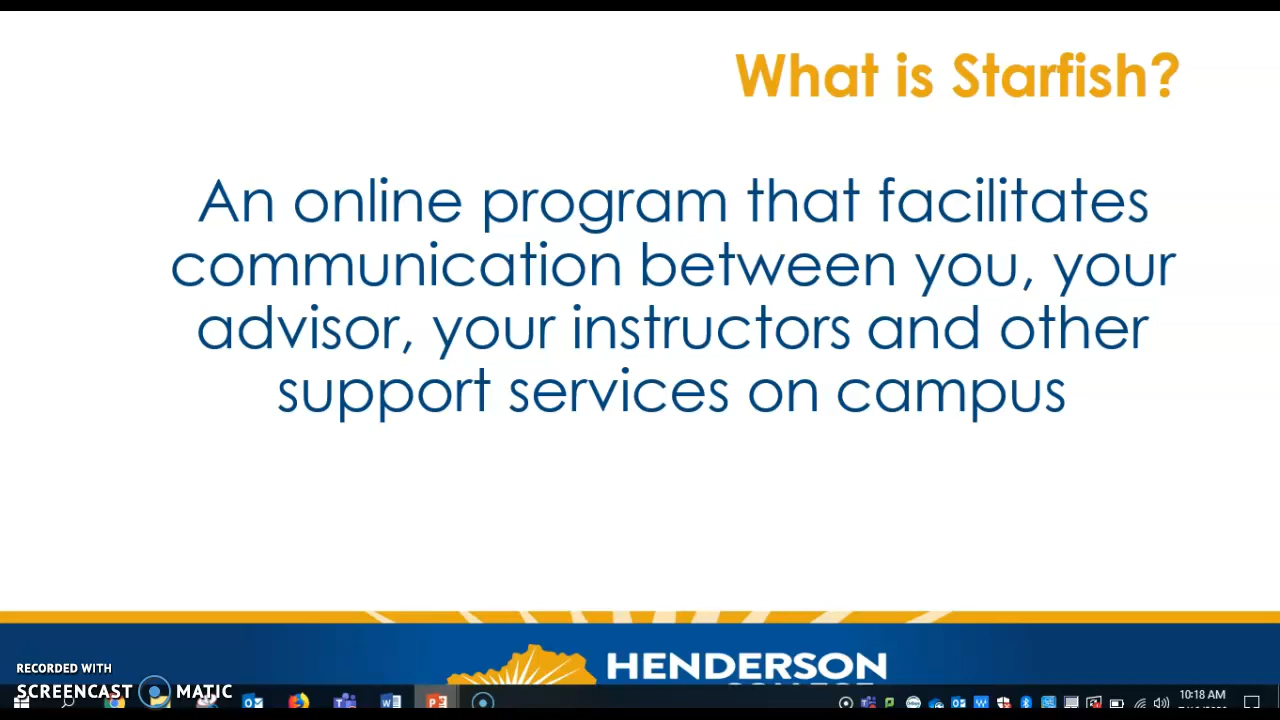 What is Starfish?
An online program that facilitates
communication between you, your
advisor, your instructors and other
support services on campus
HENDERSON
RECORDED WITH
SCREENCAST MATIC
10:18 AM